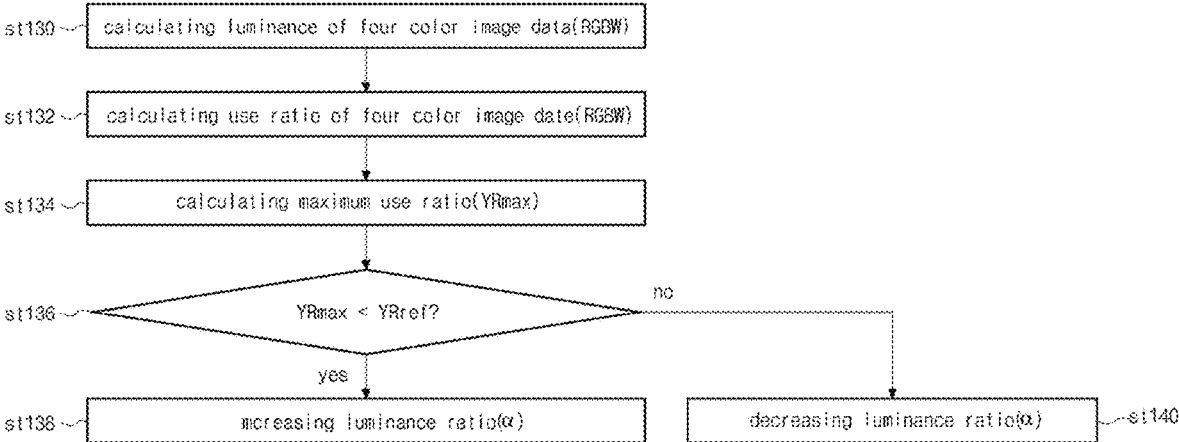 st130
calculating luminance of four color image data(RGBW)
st132
calculating use ratio of four color image date(RGBW)
st134
calculating maximum use ratio(YRmax)
st136
YRmax < YRref?
no
yes
st138
increasing luminance ratio(α)
decreasing luminance ratio(α)
st140